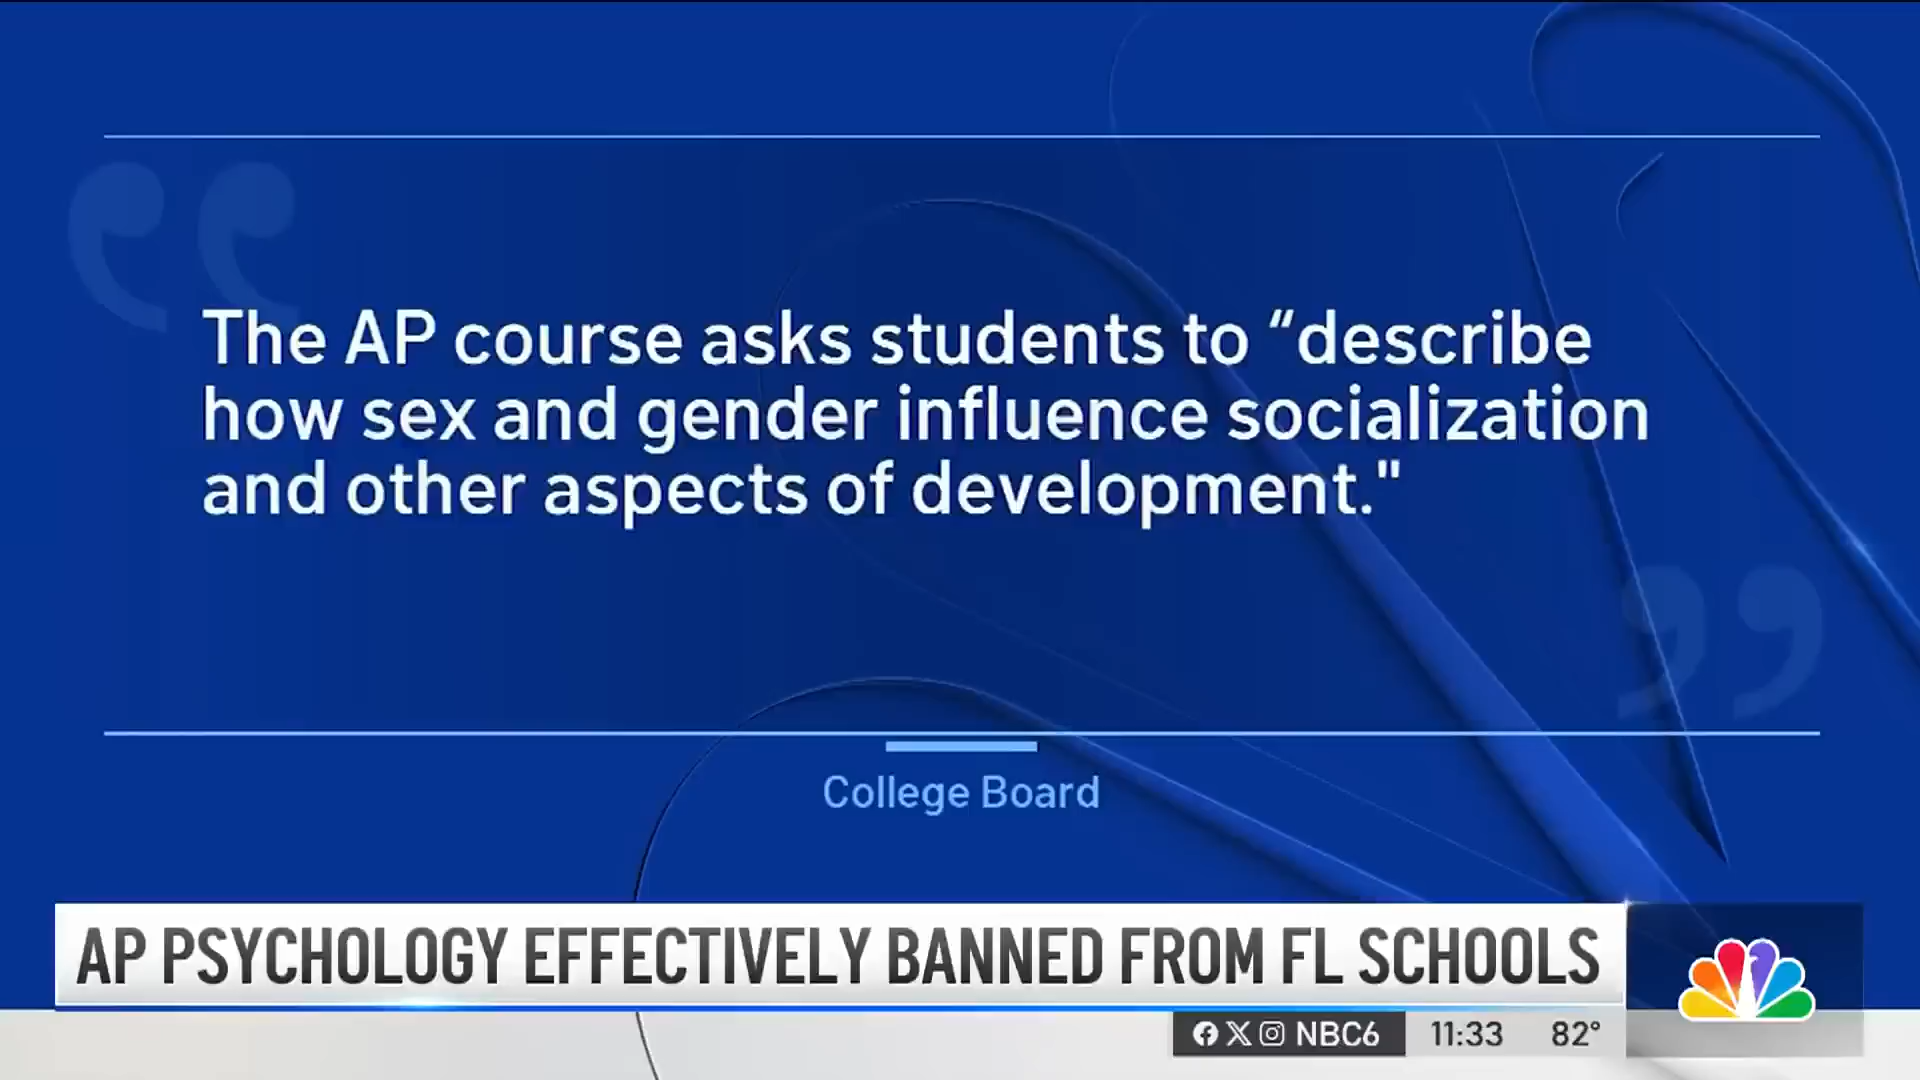 The AP course asks students to “describe
how sex and gender influence socialization
and other aspects of development."
College Board
AP PSYCHOLOGY EFFECTIVELY BANNED FROM FL SCHOOLS
NBC6 11:33 82°